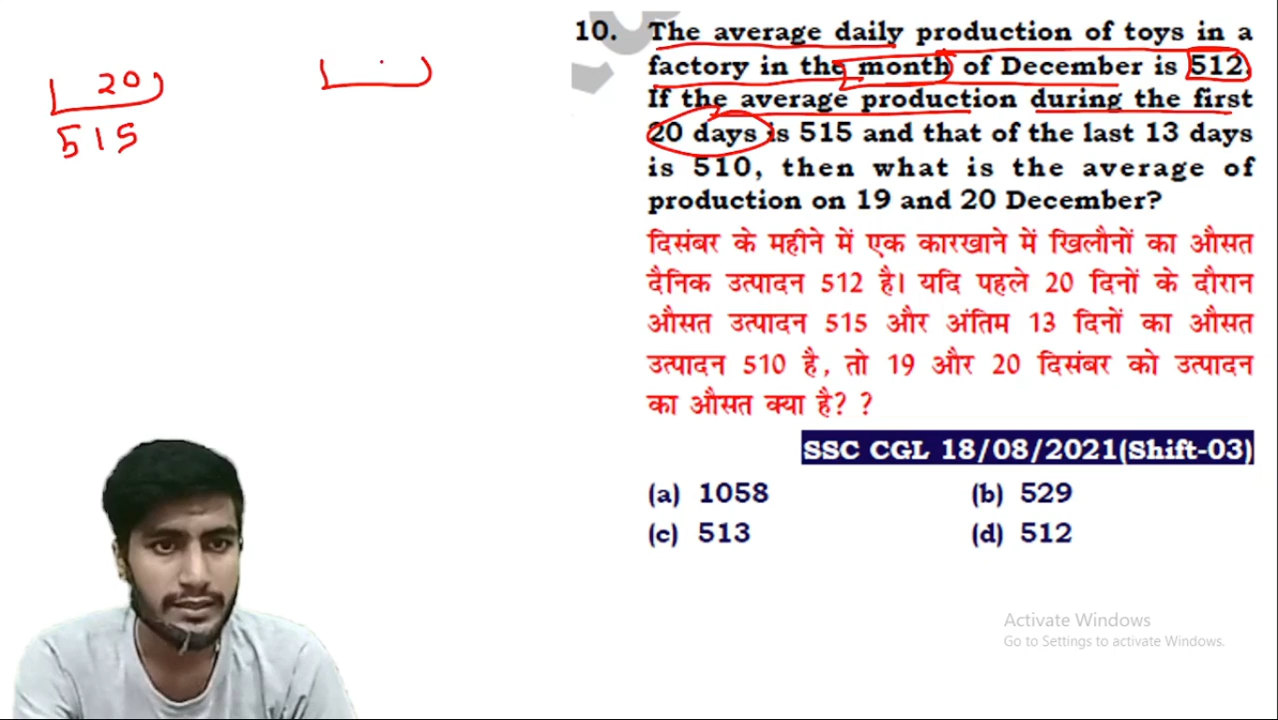 20
515
10. The average daily production of toys in a
factory in the month of December is 512.
If the average production during the first
20 days is 515 and that of the last 13 days
is 510, then what is the average of
production on 19 and 20 December?
दिसंबर के महीने में एक कारखाने में खिलौनों का औसत
दैनिक उत्पादन 512 है। यदि पहले 20 दिनों के दौरान
औसत उत्पादन 515 और अंतिम 13 दिनों का औसत
उत्पादन 510 है, तो 19 और 20 दिसंबर को उत्पादन
का औसत क्या है? ?
SSC CGL 18/08/2021(Shift-03)
(a) 1058 (b) 529
(c) 513 (d) 512
Activate Windows
Go to Settings to activate Windows.